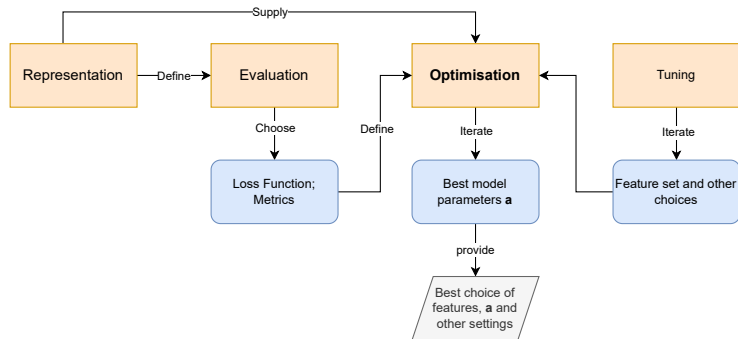 Supply
Representation
Define
Evaluation
Optimisation
Tuning
Choose
Define
Iterate
Iterate
Loss Function;
Metrics
Best model
parameters a
Feature set and other
choices
provide
Best choice of
features, a and
other settings